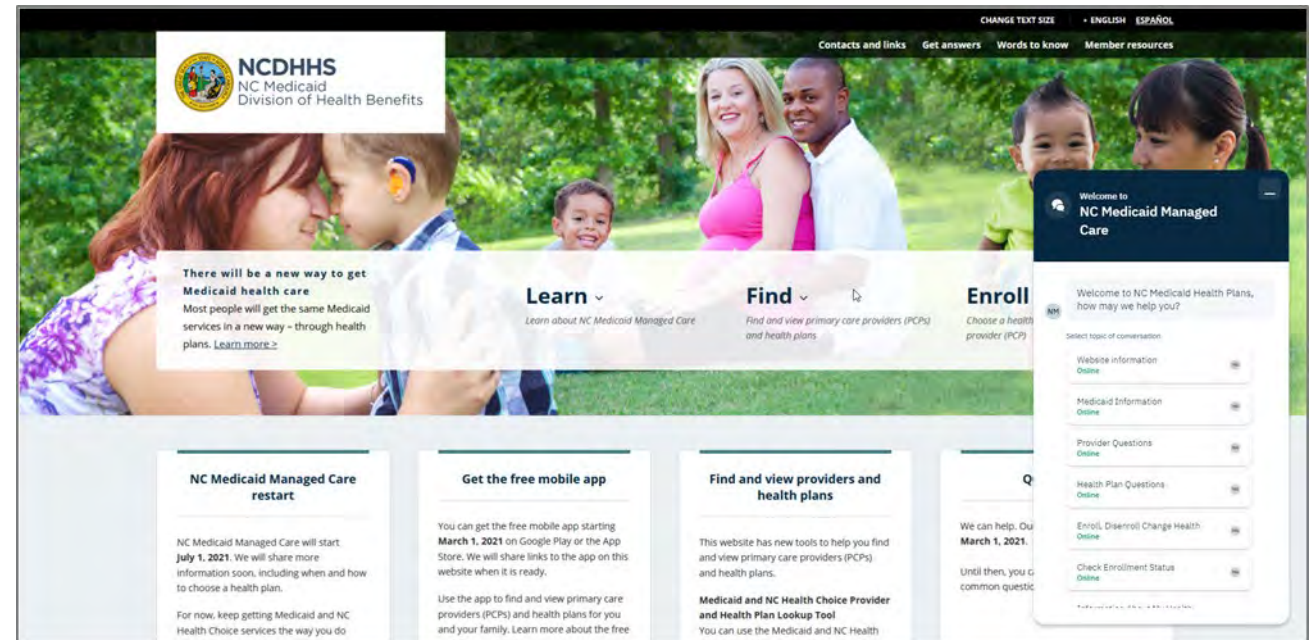 CHANGE TEXT SIZE
• ENGLISH ESPAÑOL
Contacts and links Get answers Words to know Member resources
NCDHHS
NC Medicaid
Division of Health Benefits
There will be a new way to get
Medicaid health care
Most people will get the same Medicaid
services in a new way – through health
plans. Learn more >
Learn
Learn about NC Medicaid Managed Care
Find
Find and view primary care providers (PCPs)
and health plans
Enroll
Choose a health
provider (PCP)
NC Medicaid Managed Care
restart
NC Medicaid Managed Care will start
July 1, 2021. We will share more
information soon, including when and how
to choose a health plan.
For now, keep getting Medicaid and NC
Health Choice services the way you do
Get the free mobile app
You can get the free mobile app starting
March 1, 2021 on Google Play or the App
Store. We will share links to the app on this
website when it is ready.
Use the app to find and view primary care
providers (PCPs) and health plans for you
and your family. Learn more about the free
Find and view providers and
health plans
This website has new tools to help you find
and view primary care providers (PCPs)
and health plans.
Medicaid and NC Health Choice Provider
and Health Plan Lookup Tool
You can use the Medicaid and NC Health
We can help. Ou
March 1, 2021.
Until then, you c
common questio
Welcome to
NC Medicaid Managed
Care
NM
Welcome to NC Medicaid Health Plans,
how may we help you?
Select topic of conversation
Website information
Online
Medicaid Information
Online
Provider Questions
Online
Health Plan Questions
Online
Enroll, Disenroll Change Health
Online
Check Enrollment Status
Online